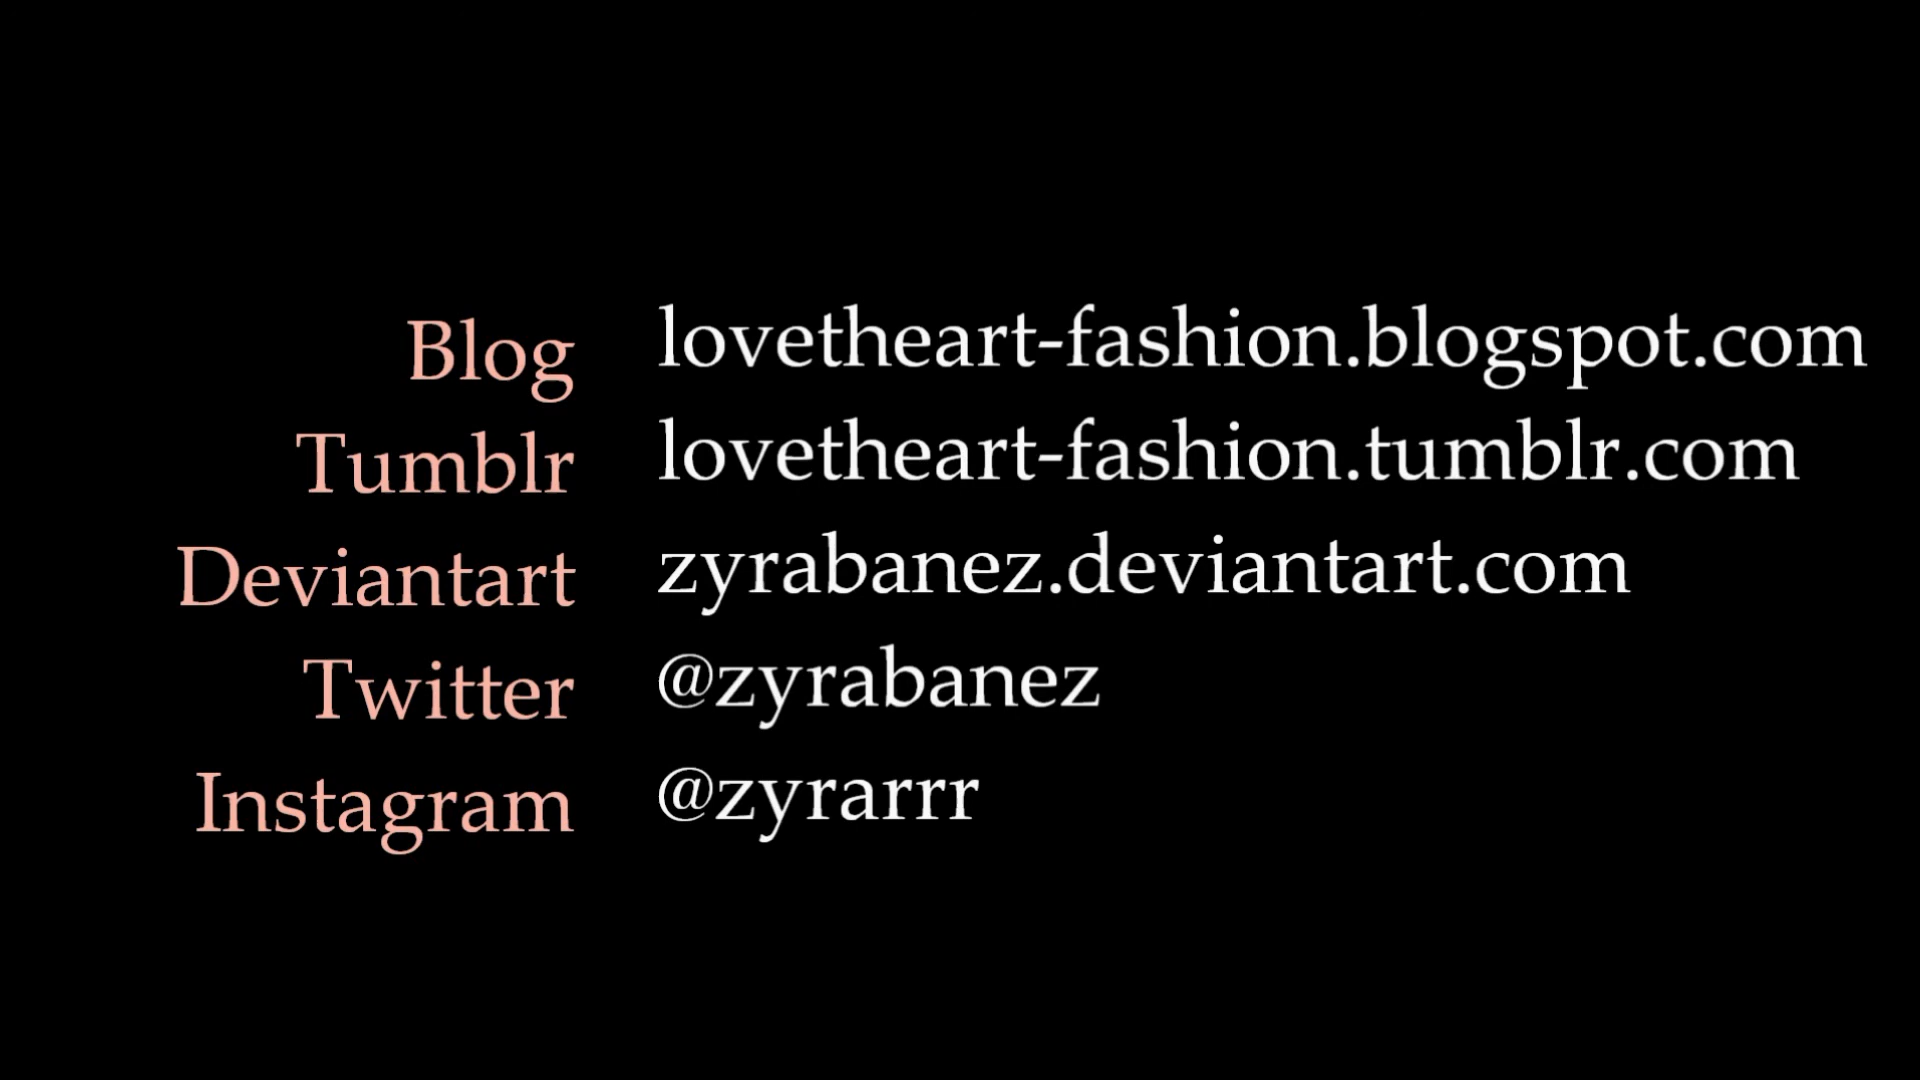 Blog lovetheart-fashion.blogspot.com
Tumblr lovetheart-fashion.tumblr.com
Deviantart zyrabanez.deviantart.com
Twitter @zyrabanez
Instagram @zyrarrr